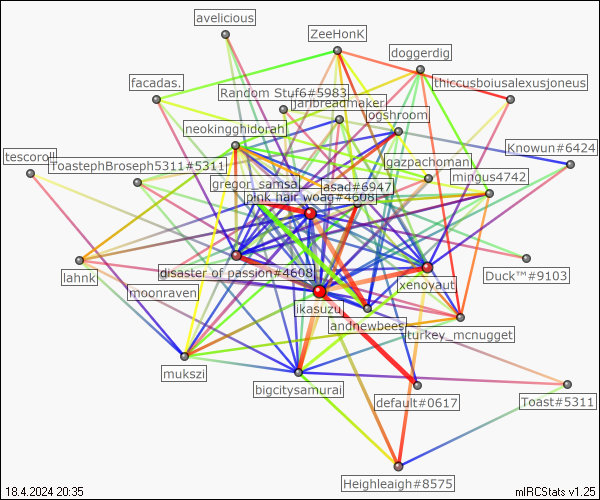 avelicious
ZeeHonK
doggerdig
facadas.
thiccusboiusalexusjoneus
Random Stuf6#5983
jaribreadmaker
ogshroom
neokingghidorah
Knowun#6424
tescoroll
ToastephBroseph5311#5311
gazpachoman
mingus4742
gregor_samsa
asad#6947
pink hair woag#4608
lahnk
disaster of passion#4608
Duck™#9103
moonraven
xenoyaut
ikasuzu
andnewbees
turkey_mcnugget
mukszi
bigcitysamurai
default#0617
Toast#5311
Heighleaigh#8575
18.4.2024 20:35
mIRCStats v1.25